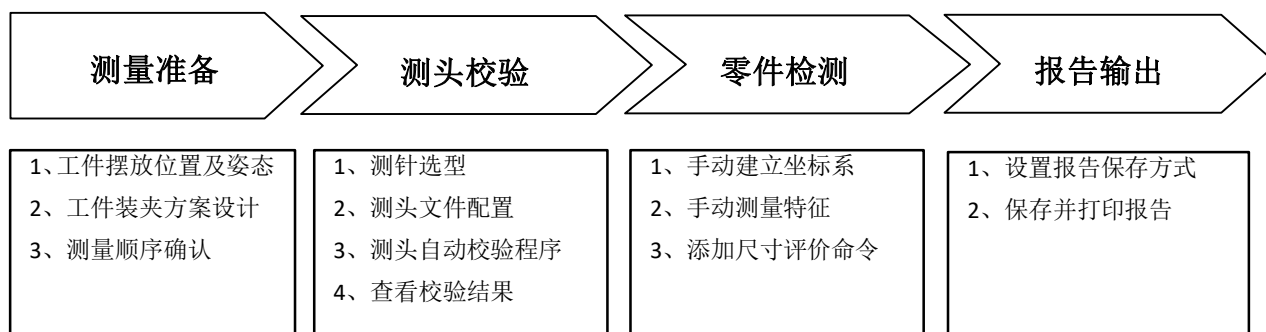 测量准备
测头校验
零件检测
报告输出
1、工件摆放位置及姿态
2、工件装夹方案设计
3、测量顺序确认
1、测针选型
2、测头文件配置
3、测头自动校验程序
4、查看校验结果
1、手动建立坐标系
2、手动测量特征
3、添加尺寸评价命令
1、设置报告保存方式
2、保存并打印报告